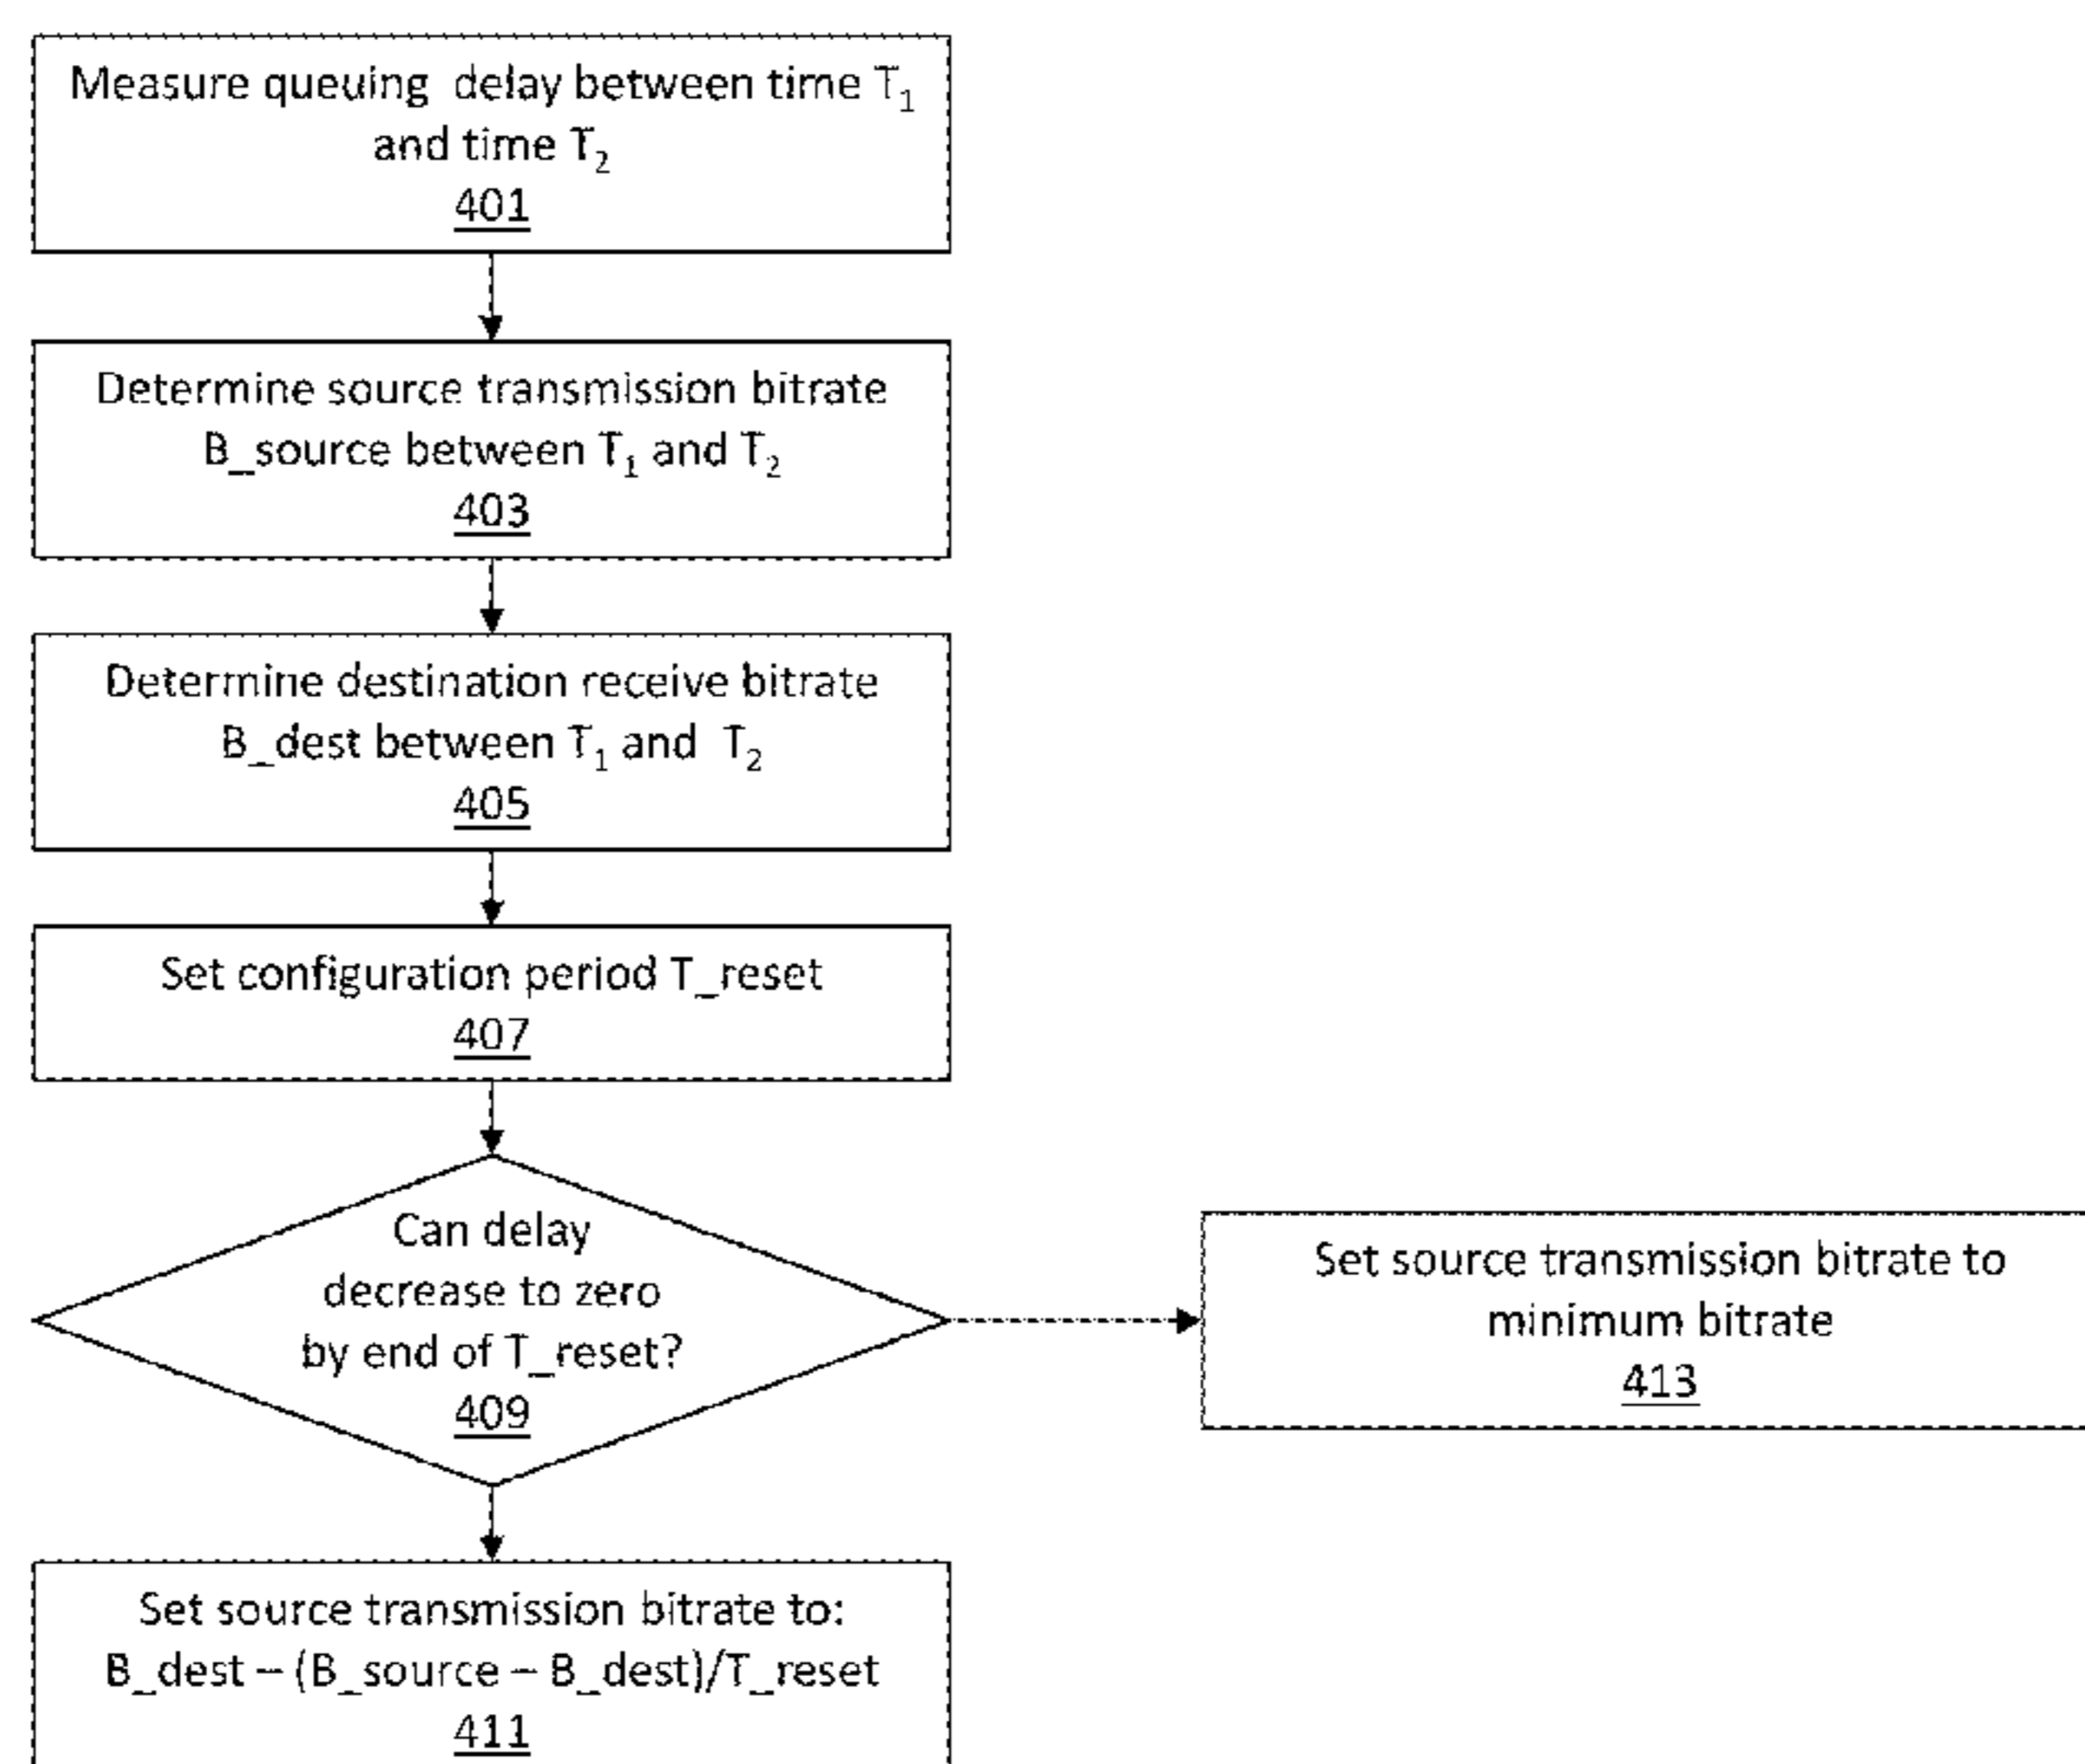 Measure queuing delay between time T₁
and time T₂
401
Determine source transmission bitrate
B_source between T₁ and T₂
403
Determine destination receive bitrate
B_dest between T₁ and T₂
405
Set configuration period T_reset
407
Can delay
decrease to zero
by end of T_reset?
409
Set source transmission bitrate to
minimum bitrate
413
Set source transmission bitrate to:
B_dest – (B_source – B_dest)/T_reset
411